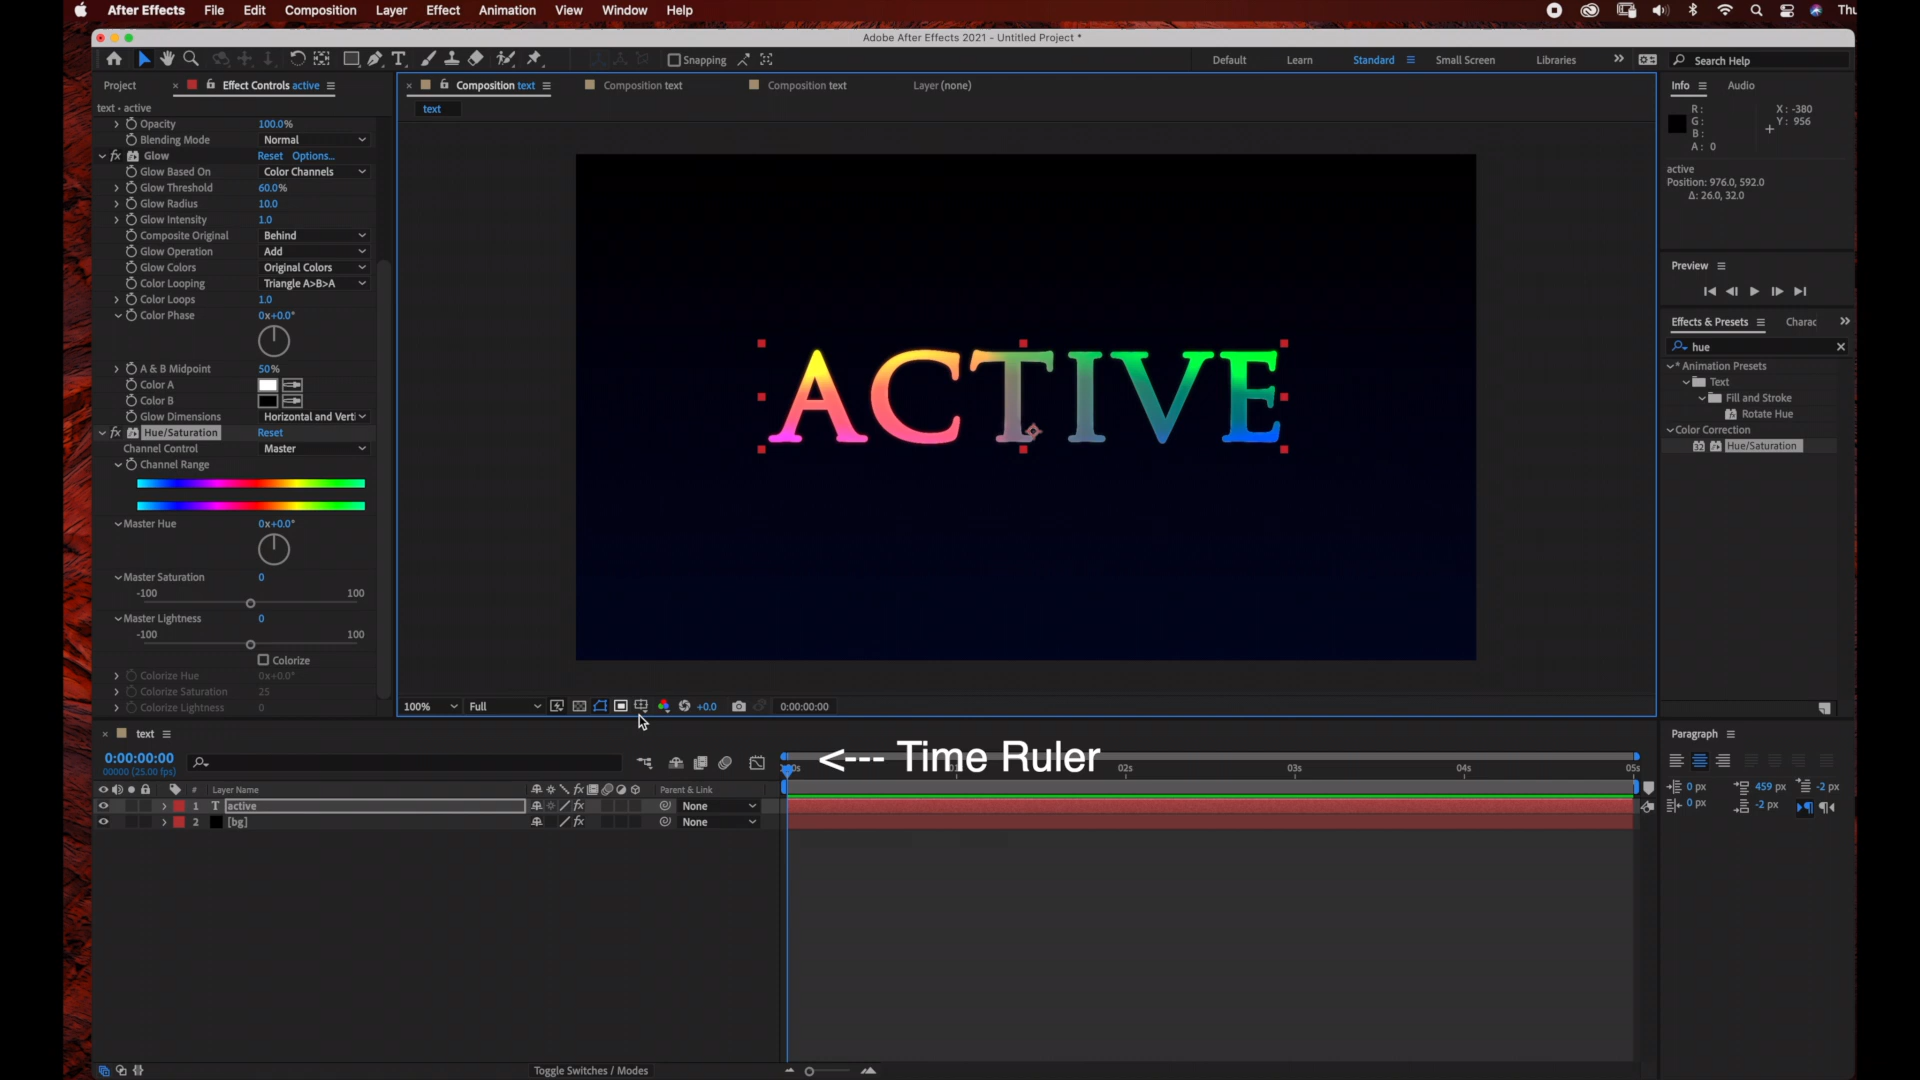 After Effects File Edit Composition Layer Effect Animation View Window Help Thu
Adobe After Effects 2021 - Untitled Project *
Snapping Default Learn Standard Small Screen Libraries Search Help
Project Effect Controls active Composition text Composition text Composition text Layer (none) Info Audio
text • active
text
Opacity 100.0%
Blending Mode Normal
Glow Reset Options...
Glow Based On Color Channels
Glow Threshold 60.0%
Glow Radius 10.0
Glow Intensity 1.0
Composite Original Behind
Glow Operation Add
Glow Colors Original Colors
Color Looping Triangle A>B>A
Color Loops 1.0
Color Phase 0x+0.0°
A & B Midpoint 50%
Color A
Color B
Glow Dimensions Horizontal and Verti
Hue/Saturation Reset
Channel Control Master
Channel Range
Master Hue 0x+0.0°
Master Saturation 0
-100 100
Master Lightness 0
-100 100
Colorize
Colorize Hue 0x+0.0°
Colorize Saturation 25
Colorize Lightness 0
ACTIVE
100% Full +0.0 0:00:00:00
R: X: -380
G: Y: 956
B:
A: 0
active
Position: 976.0, 592.0
Δ: 26.0, 32.0
Preview
Effects & Presets Charac
hue
* Animation Presets
Text
Fill and Stroke
Rotate Hue
Color Correction
32 Hue/Saturation
text
0:00:00:00
00000 (25.00 fps)
<--- Time Ruler
02s 03s 04s 05s
# Layer Name Parent & Link
1 T active None
2 [bg] None
Toggle Switches / Modes
Paragraph
0 px 459 px -2 px
0 px -2 px